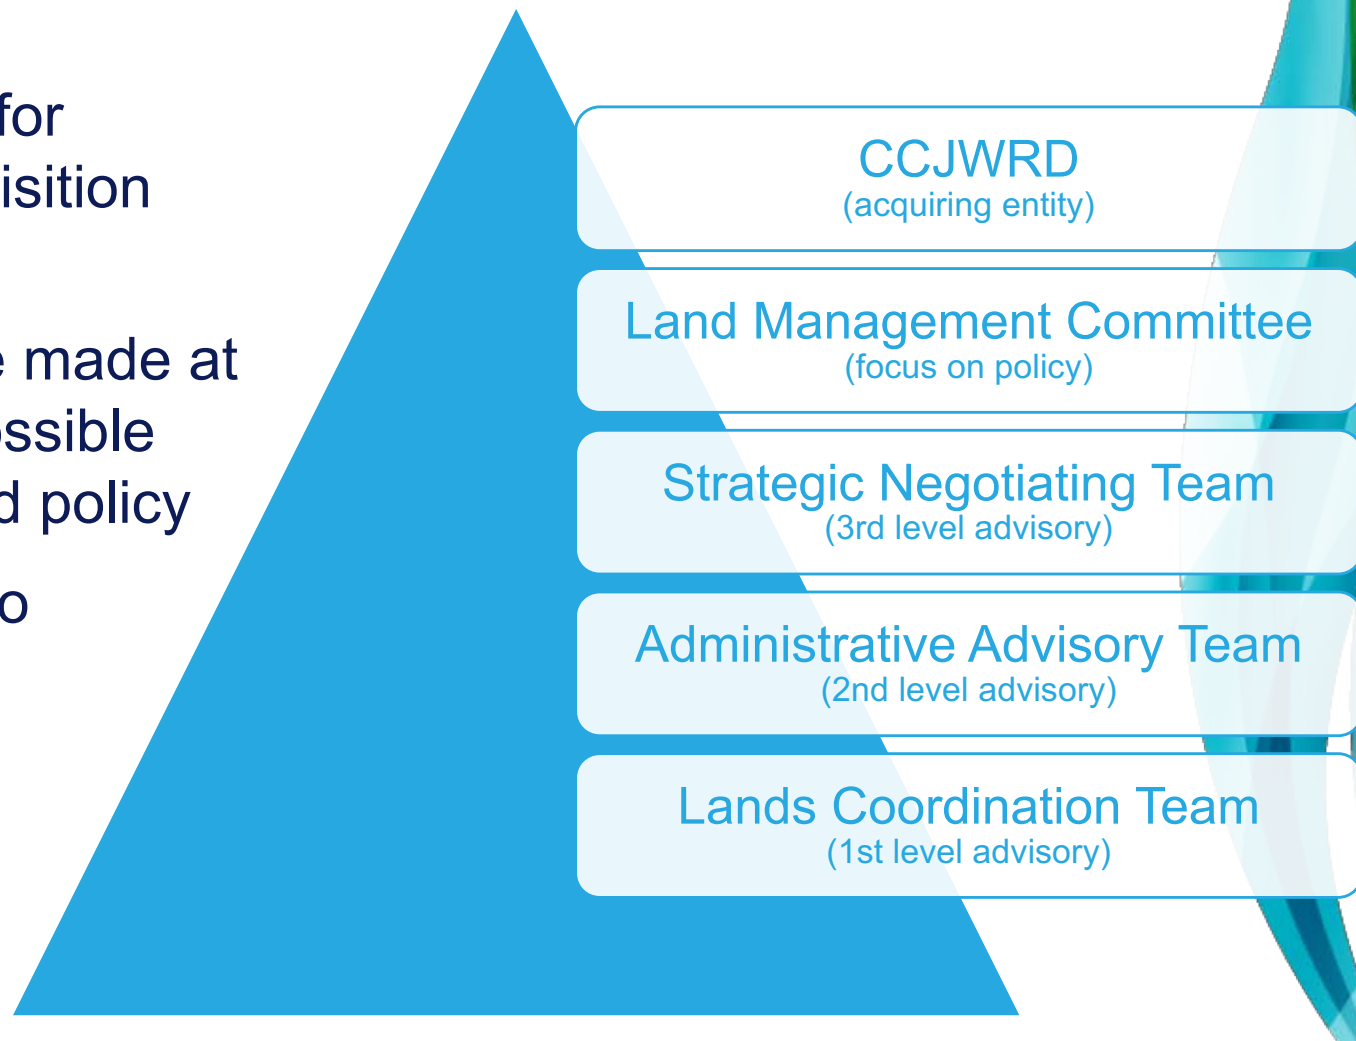 for
isition
made at
ossible
policy
CCJWRD
(acquiring entity)
Land Management Committee
(focus on policy)
Strategic Negotiating Team
(3rd level advisory)
Administrative Advisory Team
(2nd level advisory)
Lands Coordination Team
(1st level advisory)